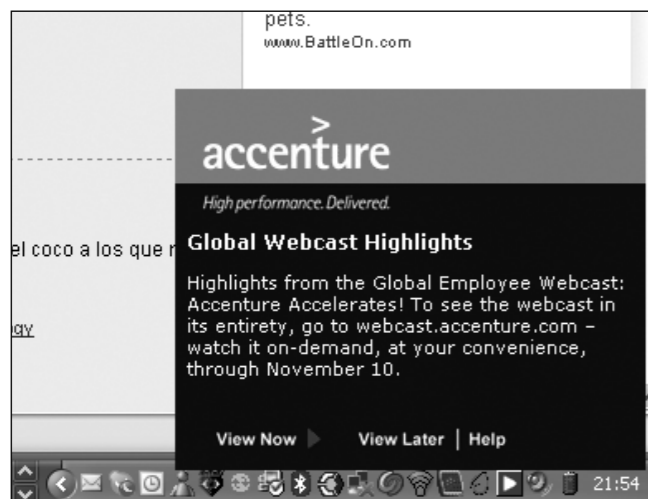 pets.
www.BattleOn.com
accenture
High performance. Delivered.
Global Webcast Highlights
el coco a los que
Highlights from the Global Employee Webcast:
Accenture Accelerates! To see the webcast in
its entirety, go to webcast.accenture.com –
watch it on-demand, at your convenience,
through November 10.
View Now View Later | Help
21:54